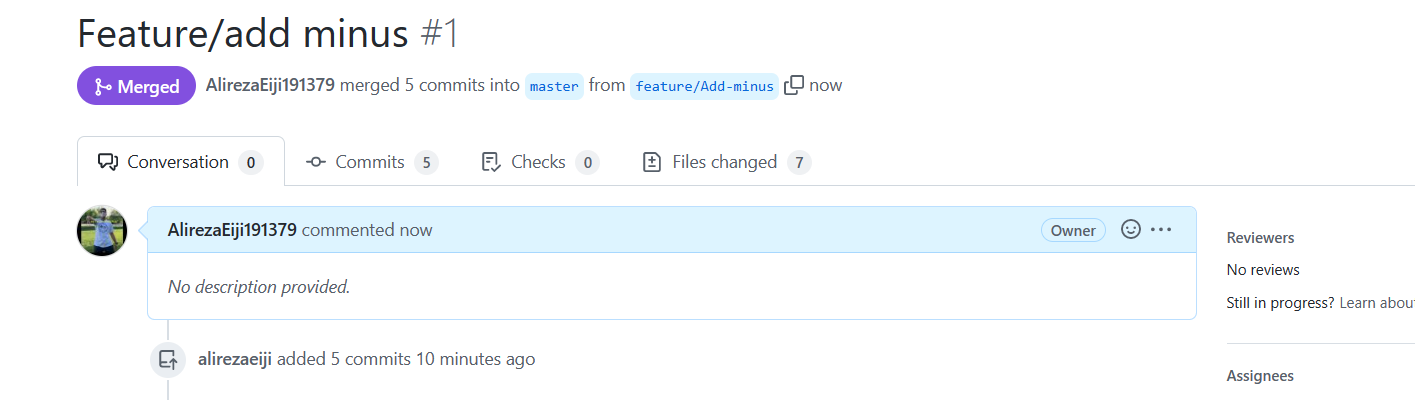 Feature/add minus #1
Merged AlirezaEiji191379 merged 5 commits into master from feature/Add-minus now
Conversation 0 Commits 5 Checks 0 Files changed 7
AlirezaEiji191379 commented now Owner
No description provided.
alirezaeiji added 5 commits 10 minutes ago
Reviewers
No reviews
Still in progress? Learn about
Assignees